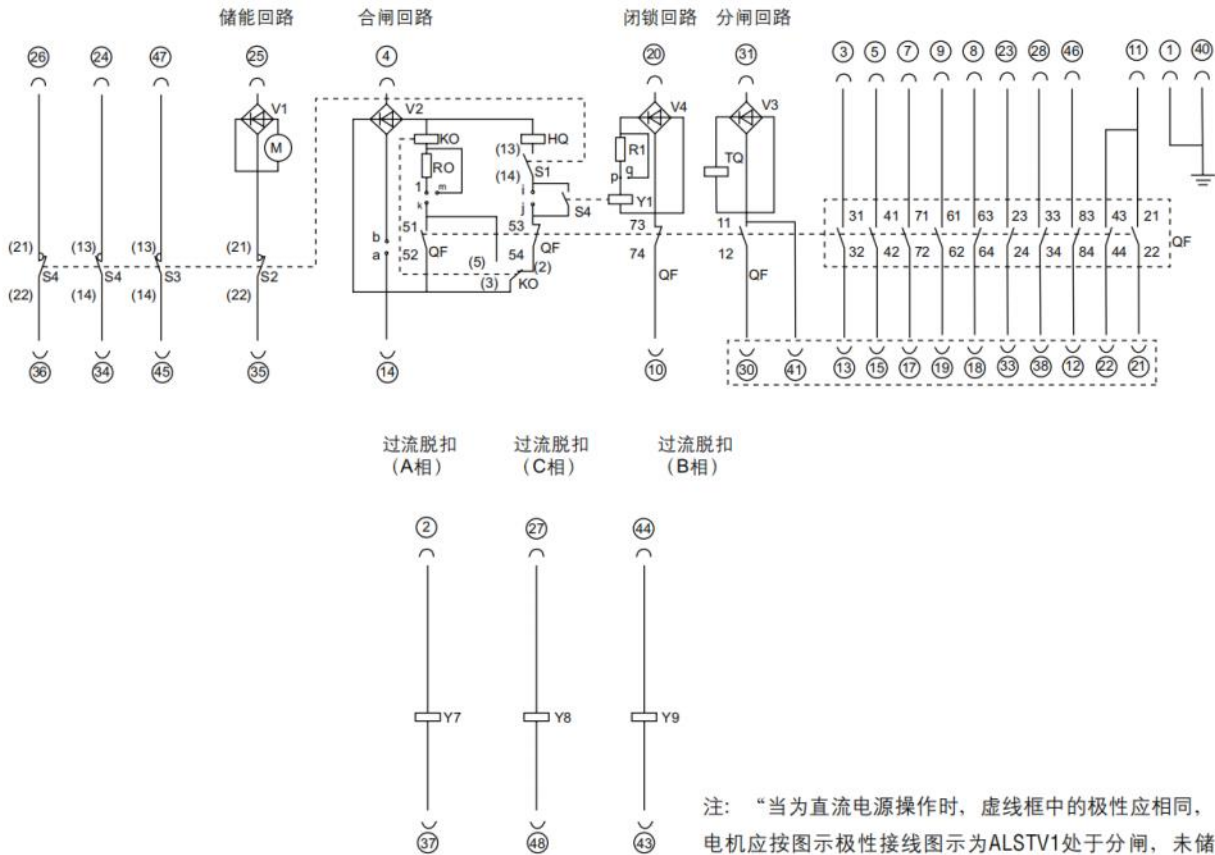 储能回路 合闸回路 闭锁回路 分闸回路
26 24 47 25 4 20 31 3 5 7 9 8 23 28 46 11 1 40
V1 V2 V4 V3
M KO HQ R1 TQ
(13) RO S1 q
(14) p
l m i Y1
k j S4
b 51 53 73 11 31 41 71 61 63 23 33 83 43 21
a 52 QF 54 QF 74 12 32 42 72 62 64 24 34 84 44 22 QF
(21) (13) (13) (21) (5) (2) QF QF
S4 S4 S3 S2 (3) KO
(22) (14) (14) (22)
36 34 45 35 14 10 30 41 13 15 17 19 18 33 38 12 22 21
过流脱扣 过流脱扣 过流脱扣
(A相) (C相) (B相)
2 27 44
Y7 Y8 Y9
37 48 43
注: “当为直流电源操作时, 虚线框中的极性应相同,
电机应按图示极性接线图示为ALSTV1处于分闸, 未储